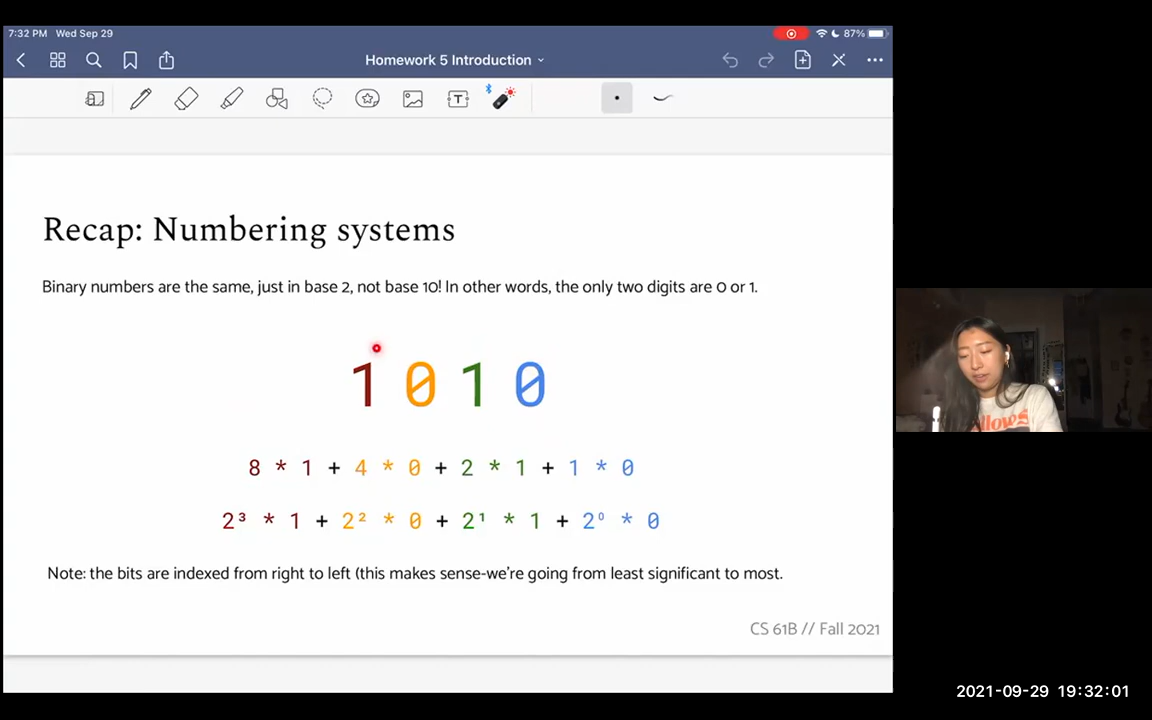 7:32 PM Wed Sep 29
87%
Homework 5 Introduction
T
Recap: Numbering systems
Binary numbers are the same, just in base 2, not base 10! In other words, the only two digits are 0 or 1.
1 0 1 0
8 * 1 + 4 * 0 + 2 * 1 + 1 * 0
2³ * 1 + 2² * 0 + 2¹ * 1 + 2⁰ * 0
Note: the bits are indexed from right to left (this makes sense-we're going from least significant to most.
CS 61B // Fall 2021
2021-09-29 19:32:01